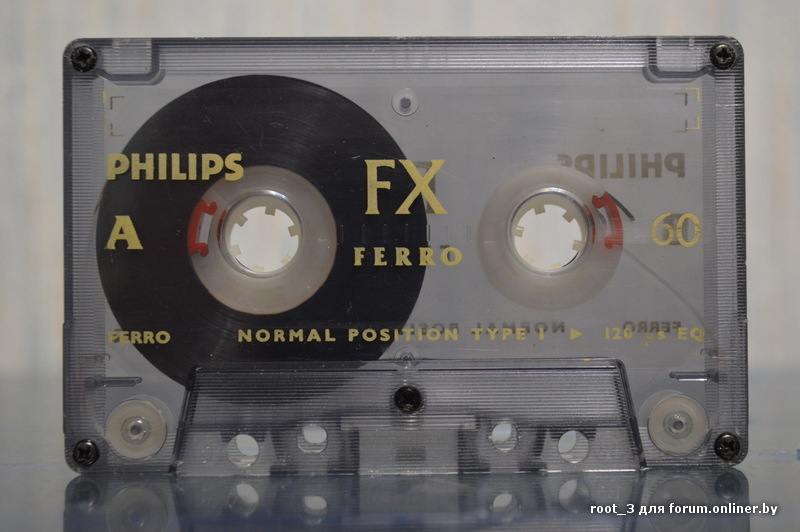 PHILIPS
FX
A
60
FERRO
FERRO
NORMAL POSITION TYPE I ▶ 120 µs EQ
root_3 для forum.onliner.by